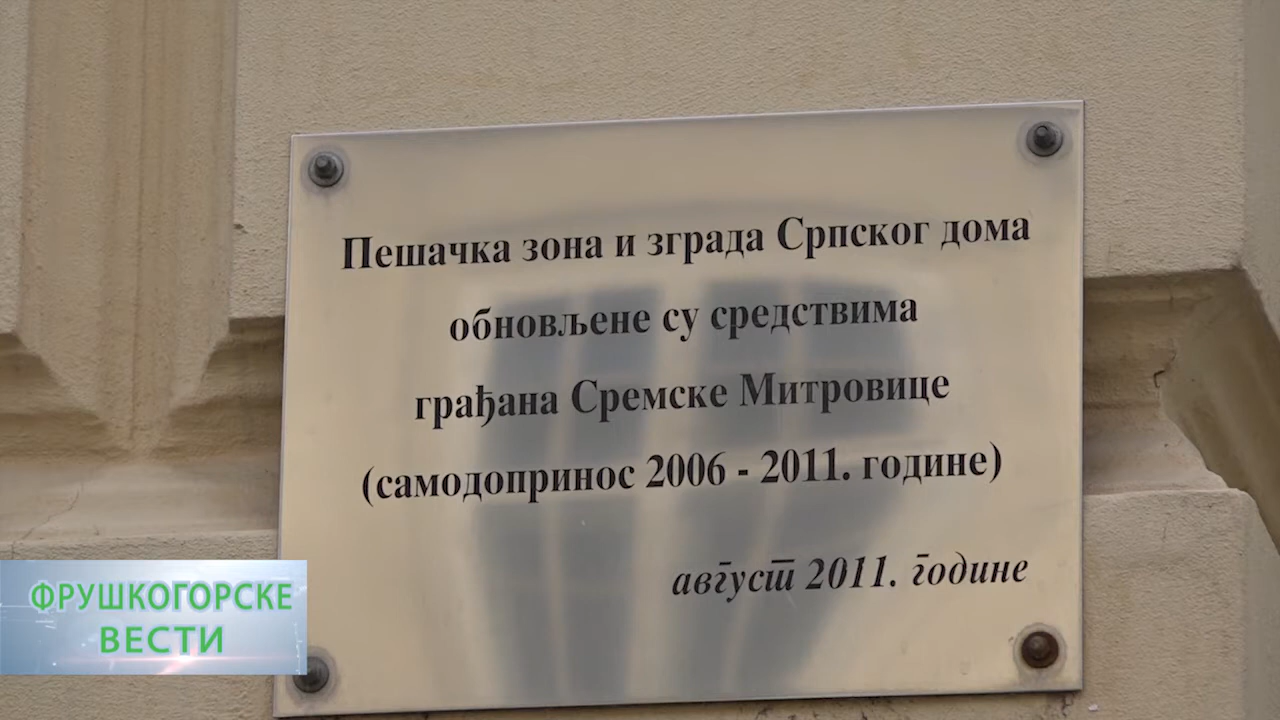 Пешачка зона и зграда Српског дома
обновљене су средствима
грађана Сремске Митровице
(самодопринос 2006 - 2011. године)
август 2011. године
ФРУШКОГОРСКЕ
ВЕСТИ